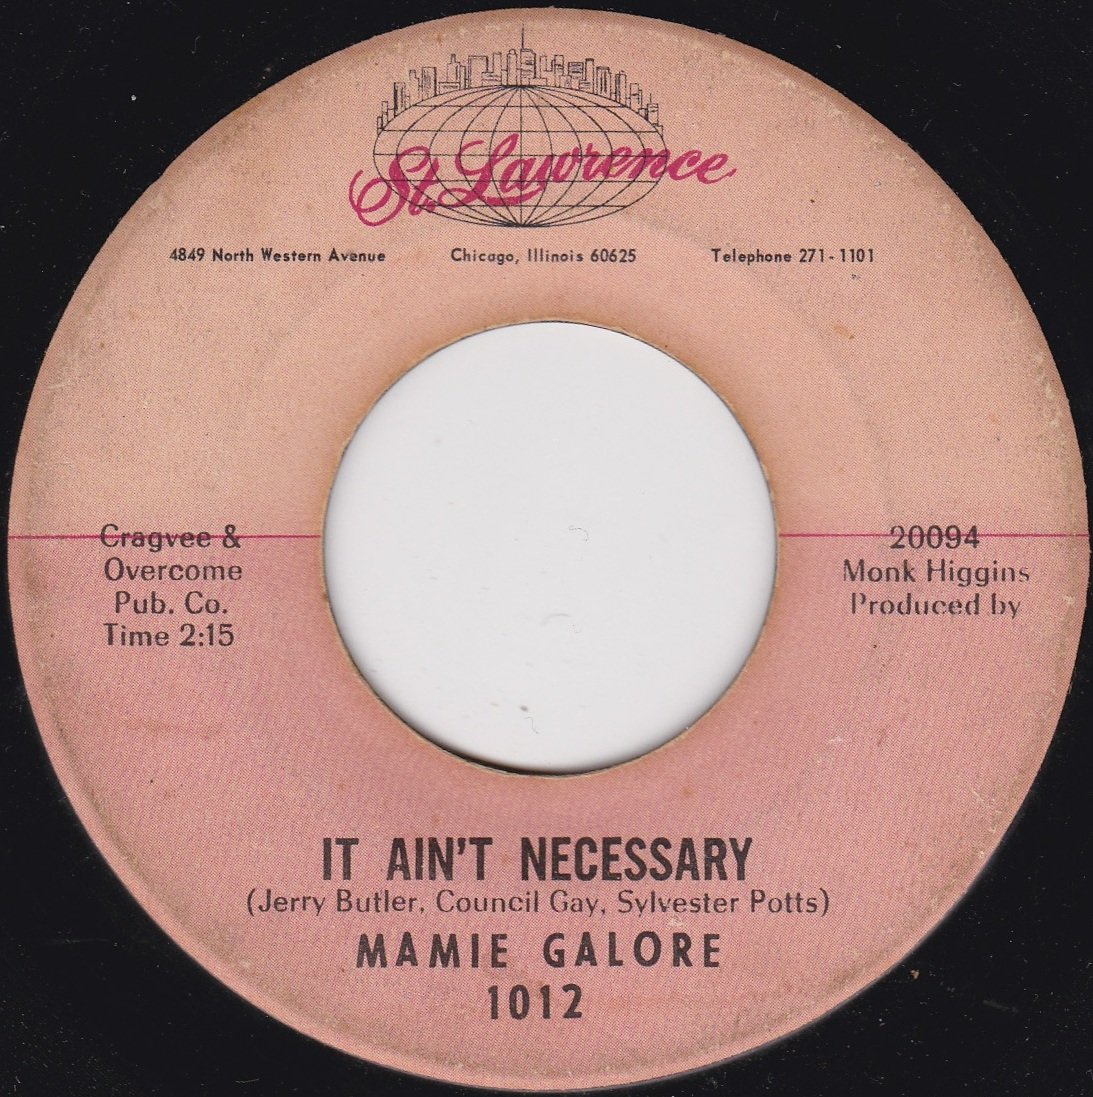 St. Lawrence
4849 North Western Avenue Chicago, Illinois 60625 Telephone 271-1101
Cragvee &
Overcome
Pub. Co.
Time 2:15
20094
Monk Higgins
Produced by
IT AIN'T NECESSARY
(Jerry Butler, Council Gay, Sylvester Potts)
MAMIE GALORE
1012